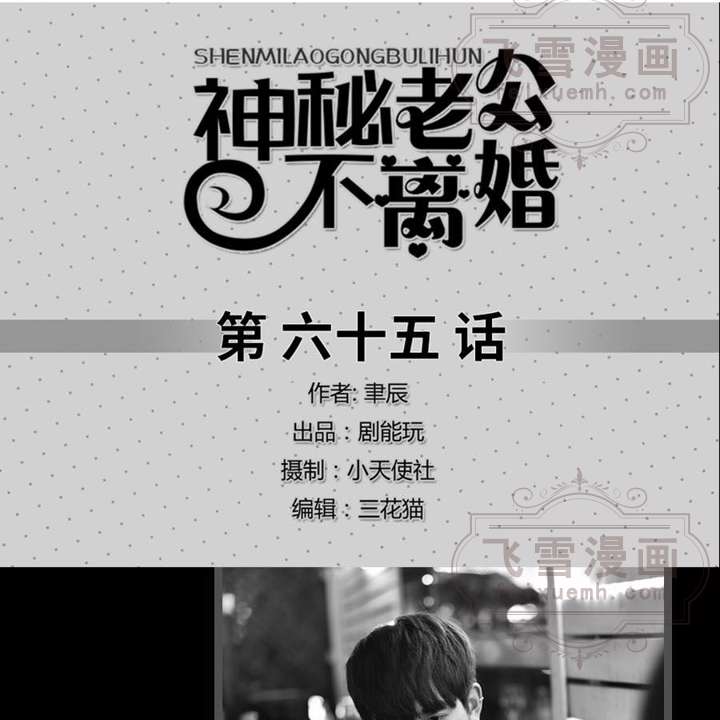 SHENMILAOGONGBULIHUN
神秘老公
不离婚
飞雪漫画
第六十五话
作者: 聿辰
出品：剧能玩
摄制：小天使社
编辑：三花猫
飞雪漫画